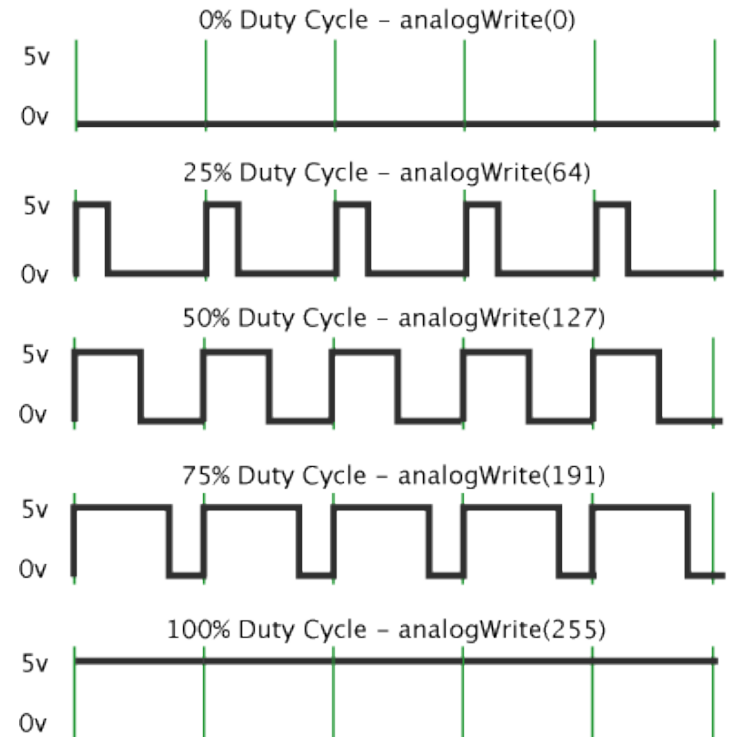 0% Duty Cycle – analogWrite(0)
5v
0v
25% Duty Cycle – analogWrite(64)
5v
0v
50% Duty Cycle – analogWrite(127)
5v
0v
75% Duty Cycle – analogWrite(191)
5v
0v
100% Duty Cycle – analogWrite(255)
5v
0v